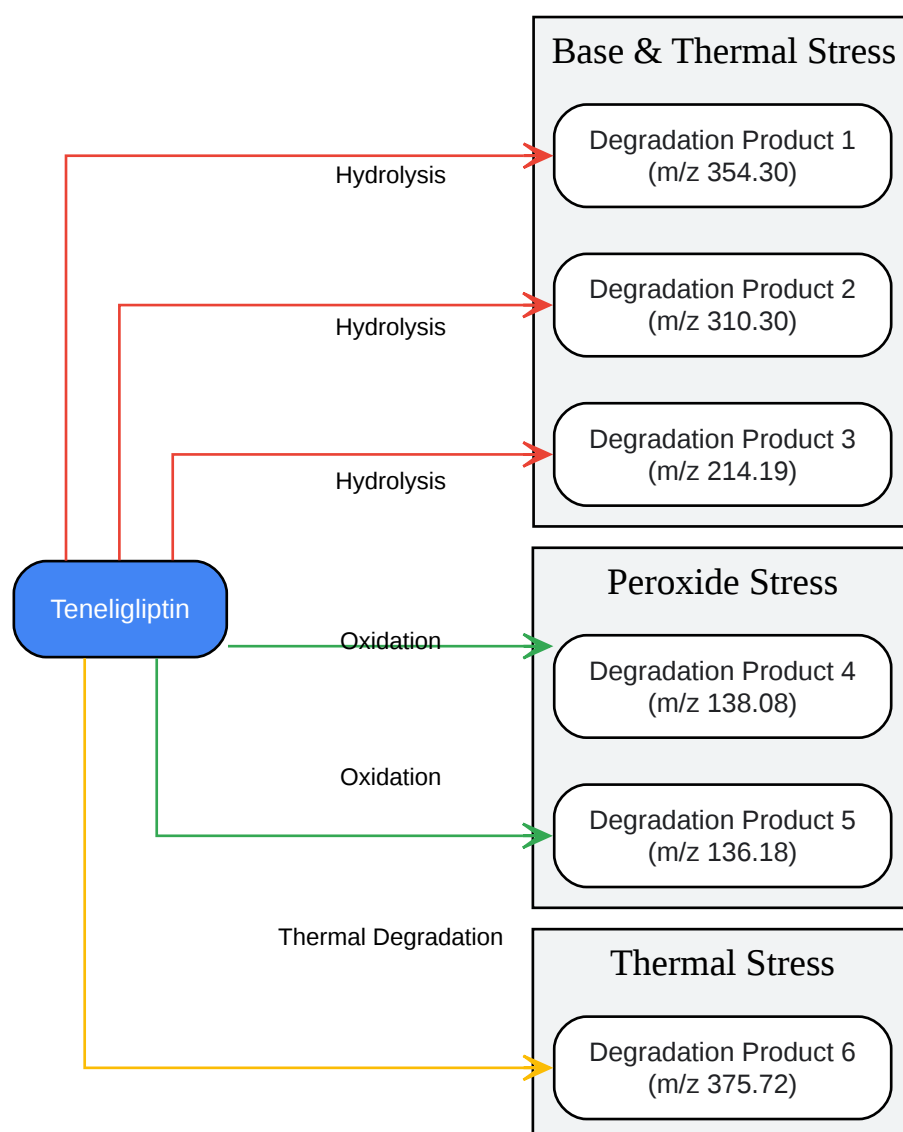 Base & Thermal Stress
Degradation Product 1
(m/z 354.30)
Hydrolysis
Degradation Product 2
(m/z 310.30)
Hydrolysis
Degradation Product 3
(m/z 214.19)
Hydrolysis
Teneligliptin
Peroxide Stress
Oxidation
Degradation Product 4
(m/z 138.08)
Oxidation
Degradation Product 5
(m/z 136.18)
Thermal Degradation
Thermal Stress
Degradation Product 6
(m/z 375.72)